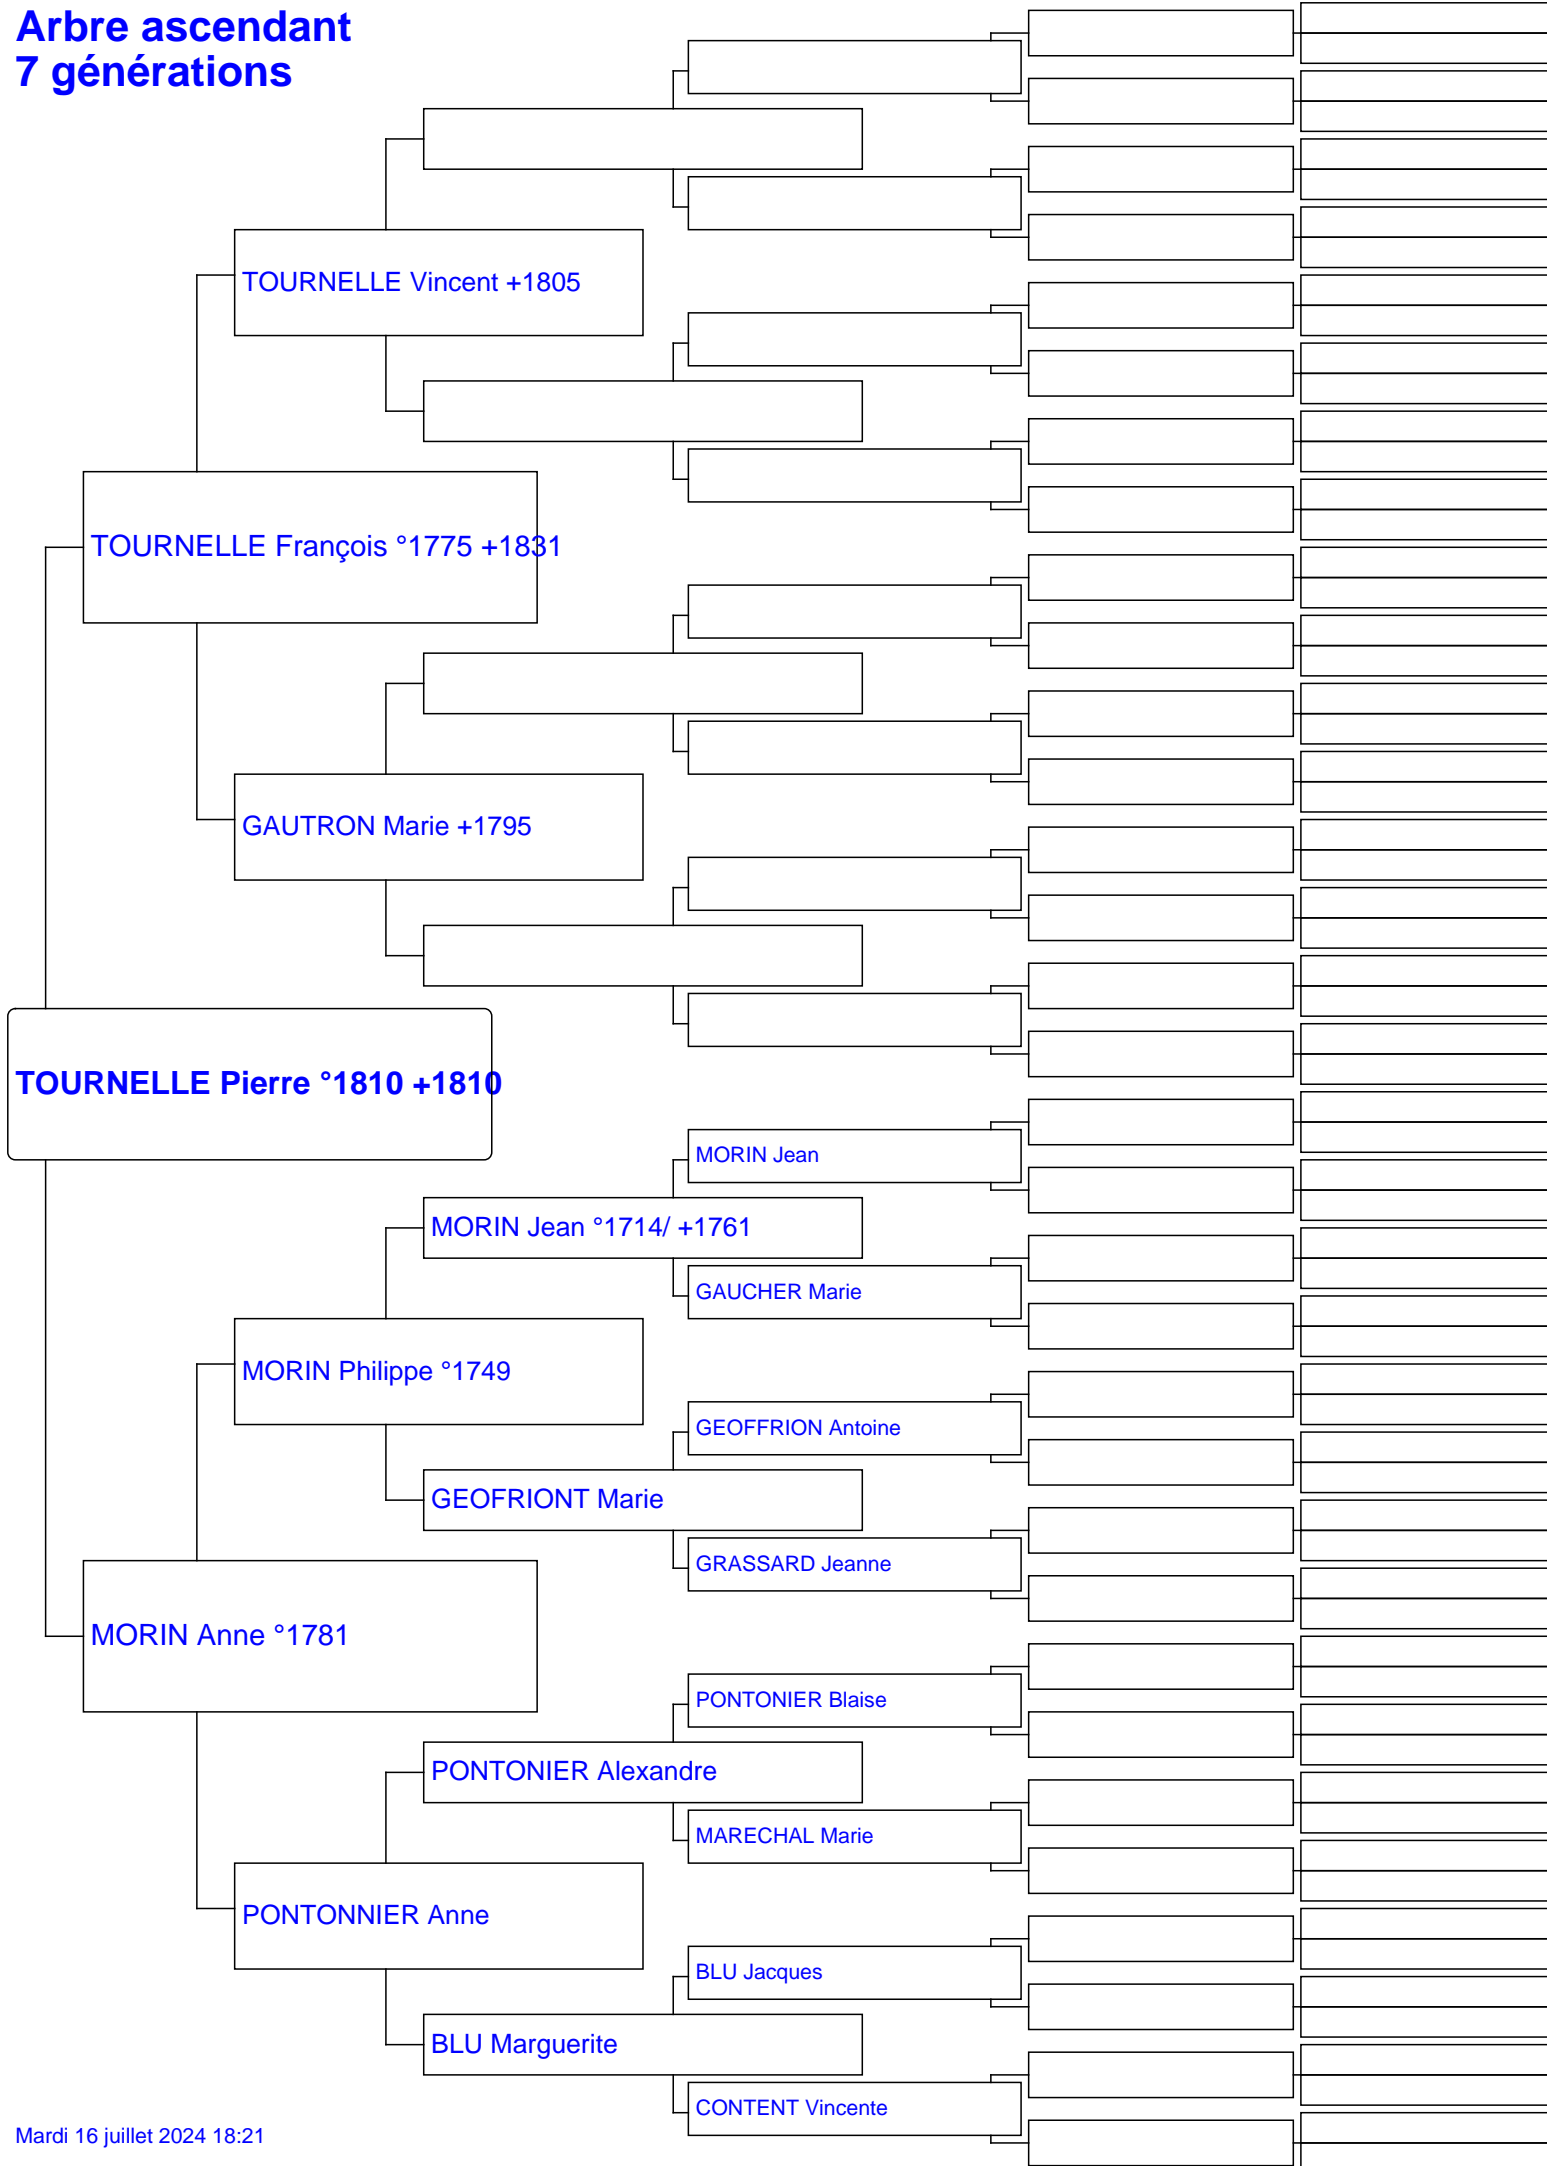 Arbre ascendant
7 générations
TOURNELLE Vincent +1805
TOURNELLE François °1775 +1831
GAUTRON Marie +1795
TOURNELLE Pierre °1810 +1810
MORIN Jean
MORIN Jean °1714/ +1761
GAUCHER Marie
MORIN Philippe °1749
GEOFFRION Antoine
GEOFRIONT Marie
GRASSARD Jeanne
MORIN Anne °1781
PONTONIER Blaise
PONTONIER Alexandre
MARECHAL Marie
PONTONNIER Anne
BLU Jacques
BLU Marguerite
CONTENT Vincente
Mardi 16 juillet 2024 18:21